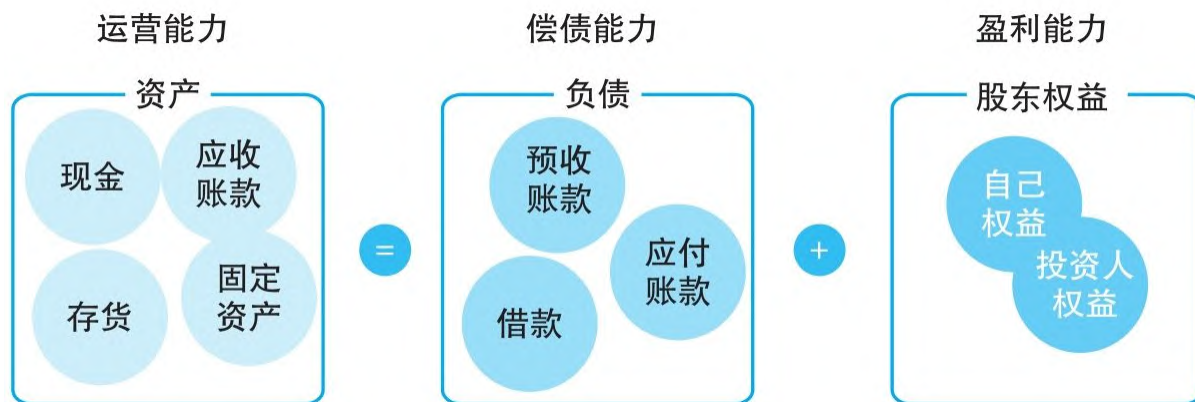 运营能力
偿债能力
盈利能力
资产
现金
应收
账款
存货
固定
资产
=
负债
预收
账款
应付
账款
借款
+
股东权益
自己
权益
投资人
权益